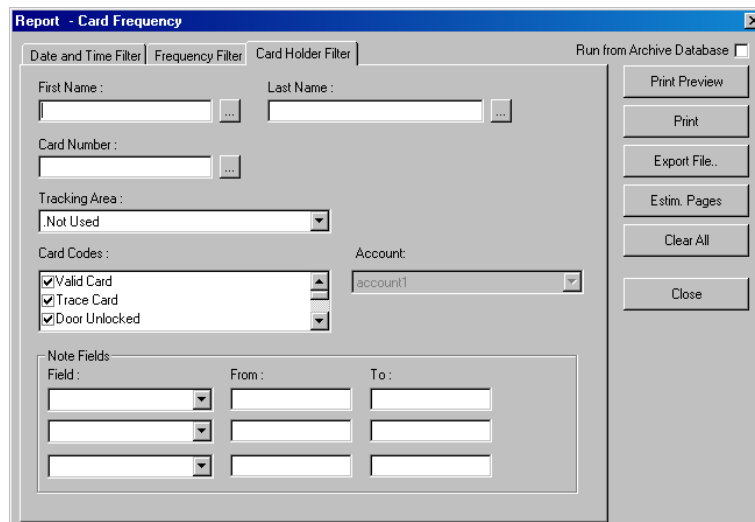 Report - Card Frequency
Date and Time Filter
Frequency Filter
Card Holder Filter
Run from Archive Database
First Name :
Last Name :
...
...
Card Number :
...
Tracking Area :
.Not Used
Card Codes :
Account:
Valid Card
Trace Card
Door Unlocked
account1
Note Fields
Field :
From :
To :
Print Preview
Print
Export File..
Estim. Pages
Clear All
Close